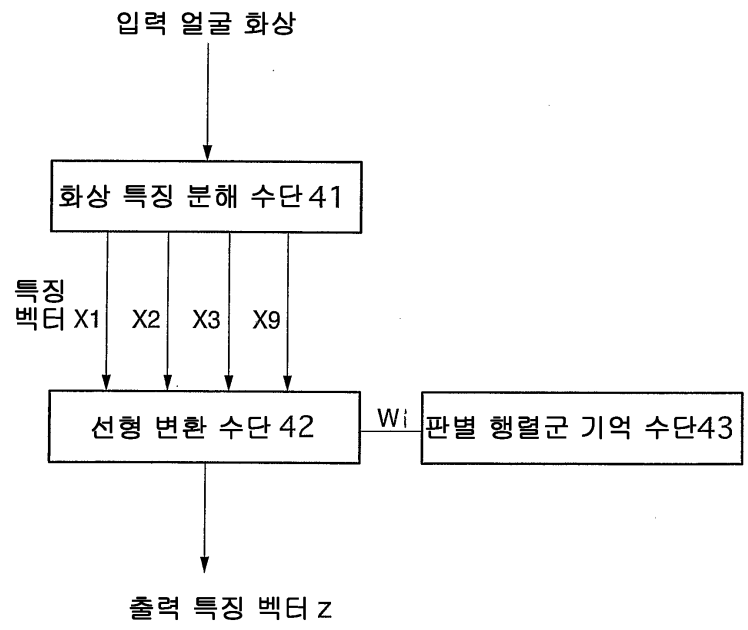 입력 얼굴 화상
화상 특징 분해 수단 41
특징
벡터 X1 X2 X3 X9
선형 변환 수단 42
Wi
판별 행렬군 기억 수단43
출력 특징 벡터 z